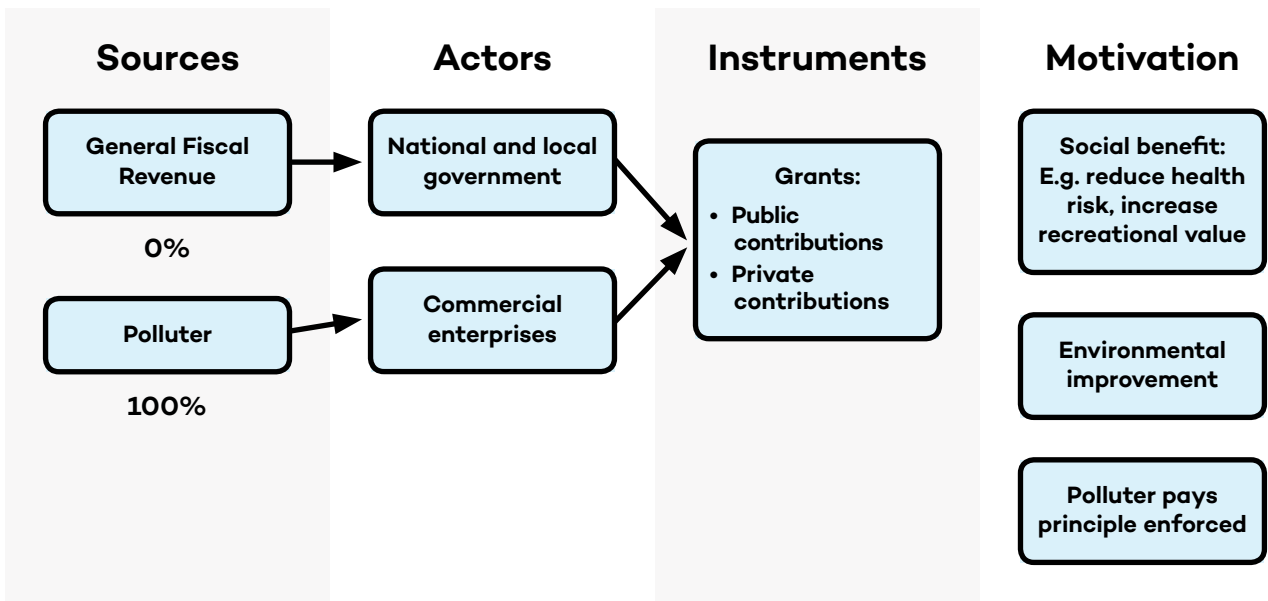 Sources
General Fiscal
Revenue
0%
Polluter
100%
Actors
National and local
government
Commercial
enterprises
Instruments
Grants:
• Public
contributions
• Private
contributions
Motivation
Social benefit:
E.g. reduce health
risk, increase
recreational value
Environmental
improvement
Polluter pays
principle enforced